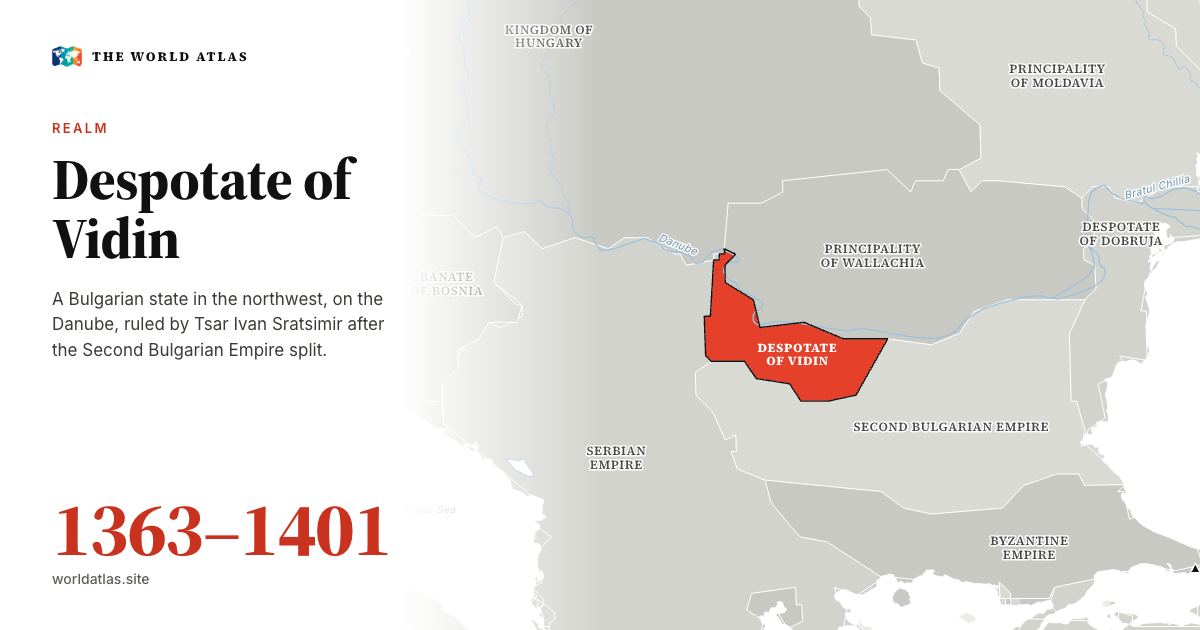 THE WORLD ATLAS
REALM
Despotate of
Vidin
A Bulgarian state in the northwest, on the
Danube, ruled by Tsar Ivan Sratsimir after
the Second Bulgarian Empire split.
1363–1401
worldatlas.site
KINGDOM OF
HUNGARY
PRINCIPALITY
OF MOLDAVIA
Bratul Chillia
DESPOTATE
OF DOBRUJA
Danube
PRINCIPALITY
OF WALLACHIA
BANATE
OF BOSNIA
DESPOTATE
OF VIDIN
SECOND BULGARIAN EMPIRE
SERBIAN
EMPIRE
Sea
BYZANTINE
EMPIRE